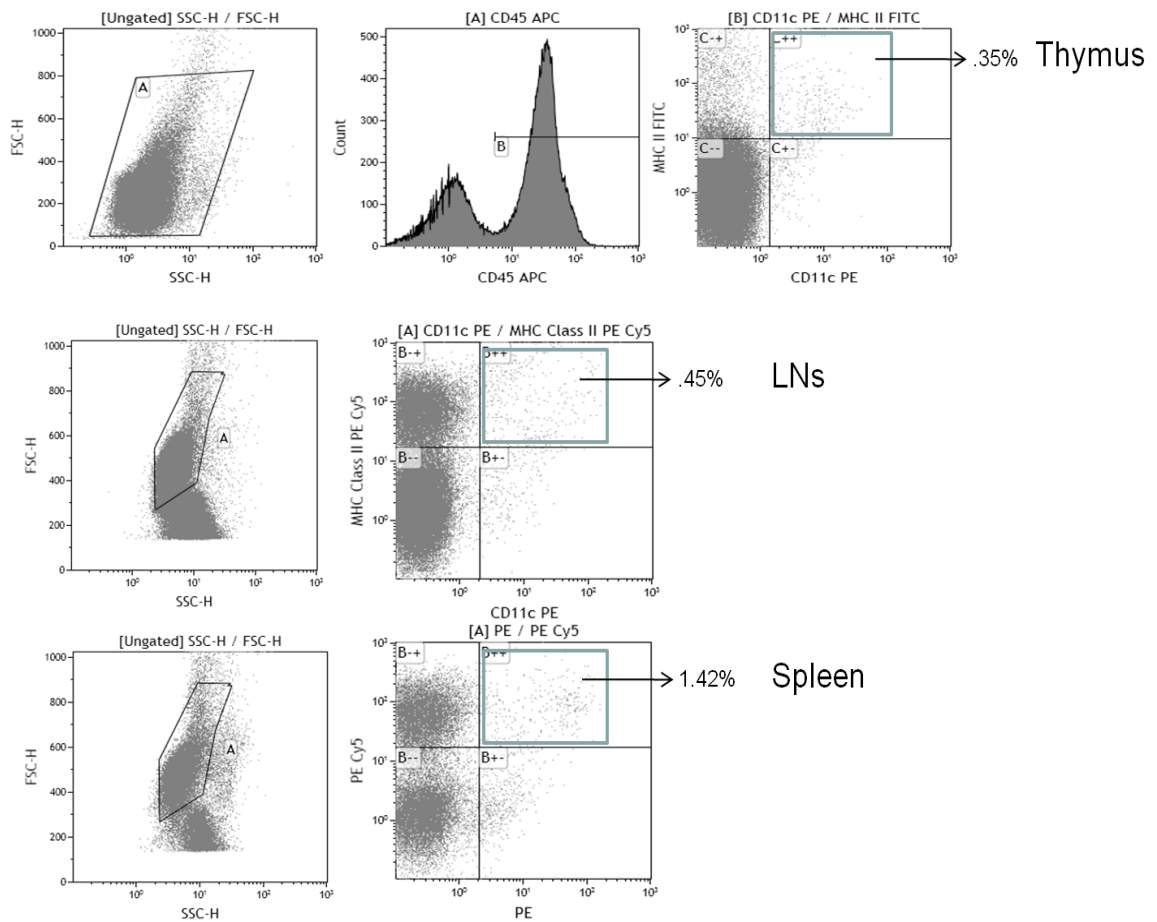 [Ungated] SSC-H / FSC-H
1000
800
600
400
200
0
FSC-H
A
10⁰ 10¹ 10² 10³
SSC-H
[A] CD45 APC
500
400
300
200
100
0
Count
B
10⁰ 10¹ 10² 10³
CD45 APC
[B] CD11c PE / MHC II FITC
10³
10²
10¹
10⁰
MHC II FITC
C-+
C--
C+-
10⁰ 10¹ 10² 10³
CD11c PE
.35% Thymus
[Ungated] SSC-H / FSC-H
1000
800
600
400
200
0
FSC-H
A
10⁰ 10¹ 10² 10³
SSC-H
[A] CD11c PE / MHC Class II PE Cy5
10³
10²
10¹
10⁰
MHC Class II PE Cy5
B-+
B++
B--
B+-
10⁰ 10¹ 10² 10³
CD11c PE
.45% LNs
[Ungated] SSC-H / FSC-H
1000
800
600
400
200
0
FSC-H
A
10⁰ 10¹ 10² 10³
SSC-H
[A] PE / PE Cy5
10³
10²
10¹
10⁰
PE Cy5
B-+
B++
B--
B+-
10⁰ 10¹ 10² 10³
PE
1.42% Spleen